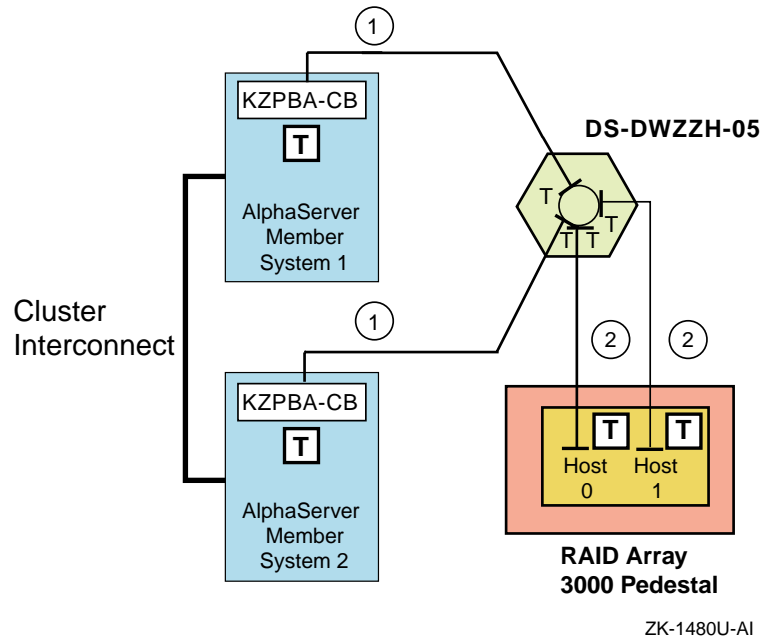 1
KZPBA-CB
T
AlphaServer
Member
System 1
DS-DWZZH-05
T
T
T T
Cluster
Interconnect
1
2
2
KZPBA-CB
T
AlphaServer
Member
System 2
T
T
Host
0
Host
1
RAID Array
3000 Pedestal
ZK-1480U-AI